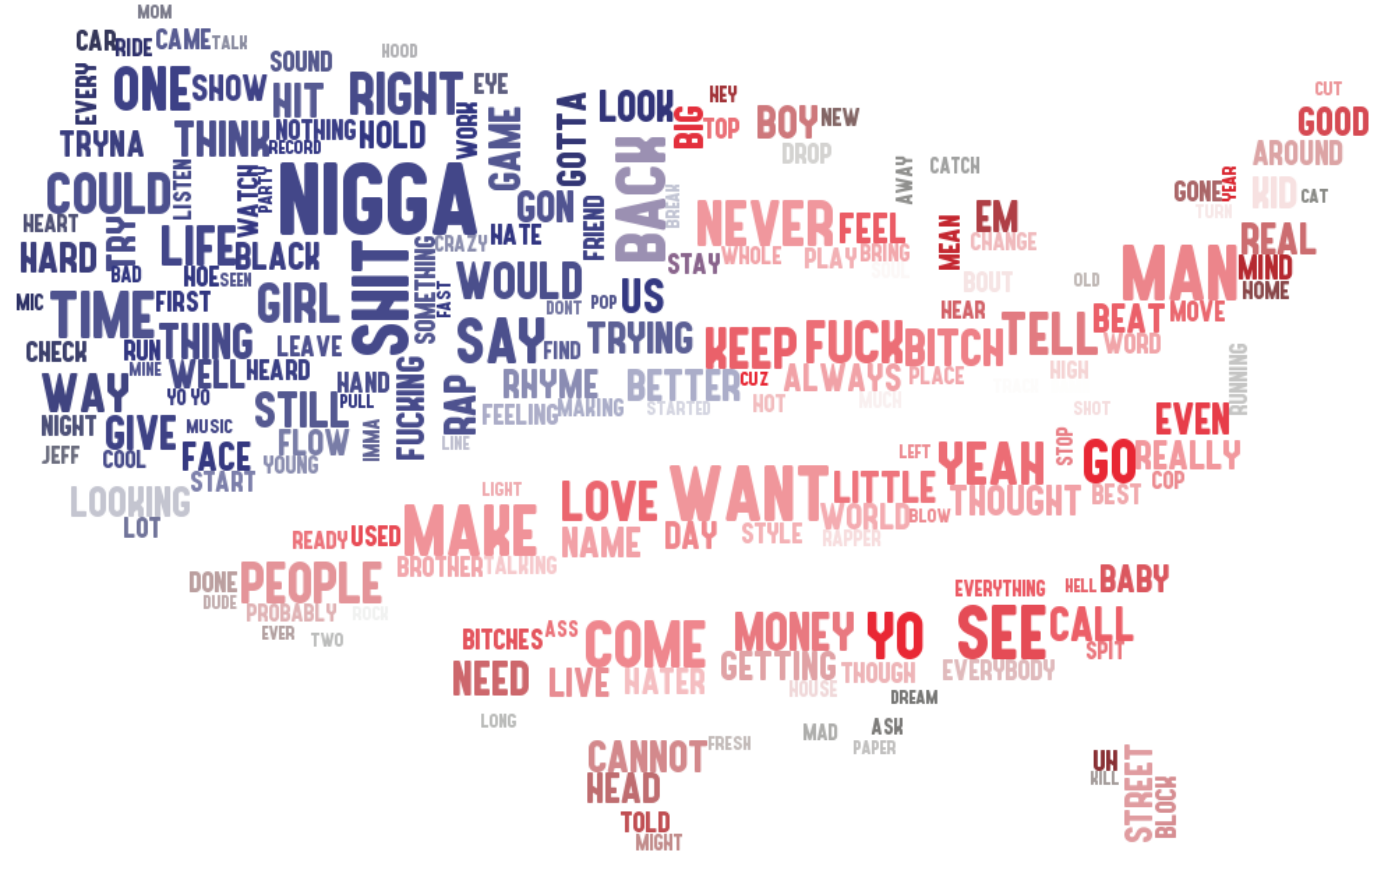 MOM
CAR RIDE CAME TALK
HOOD
SOUND
EVERY ONE SHOW HIT RIGHT EYE
HEY
CUT
TRYNA THINK NOTHING HOLD WORK GAME GOTTA LOOK BIG TOP BOY NEW
RECORD
GOOD
DROP
AROUND
COULD LISTEN WATCH PARTY NIGGA GON FRIEND BACK BREAK AWAY CATCH
GONE YEAR KID CAT
TURN
HEART
HARD TRY LIFE BLACK SHIT SOMETHING CRAZY HATE NEVER FEEL MEAN EM
CHANGE
REAL
BAD HOE SEEN
STAY WHOLE PLAY BRING
SOUL
MAN MIND
HOME
MIC TIME FIRST GIRL FAST WOULD DONT POP US
BOUT OLD
HEAR
BEAT MOVE
CHECK RUN THING LEAVE SAY FIND TRYING KEEP FUCK BITCH TELL WORD
MINE WELL HEARD
WAY YO YO HAND PULL FUCKING RAP RHYME BETTER CUZ ALWAYS PLACE TRACK HIGH RUNNING
NIGHT GIVE MUSIC STILL IMMA FEELING MAKING STARTED HOT MUCH SHOT EVEN
JEFF COOL FACE FLOW LINE
YOUNG
LEFT YEAH STOP GO REALLY
START
LOOKING
LOT
LIGHT
LOVE WANT LITTLE THOUGHT BEST COP
READY USED MAKE NAME DAY STYLE WORLD BLOW
RAPPER
BROTHER TALKING
DONE PEOPLE
DUDE PROBABLY ROCK
EVERYTHING HELL BABY
EVER TWO
BITCHES ASS COME MONEY YO SEE CALL
SPIT
NEED LIVE HATER GETTING THOUGH EVERYBODY
HOUSE
DREAM
LONG
MAD ASK
PAPER
CANNOT FRESH
HEAD
UH
KILL
STREET BLOCK
TOLD
MIGHT